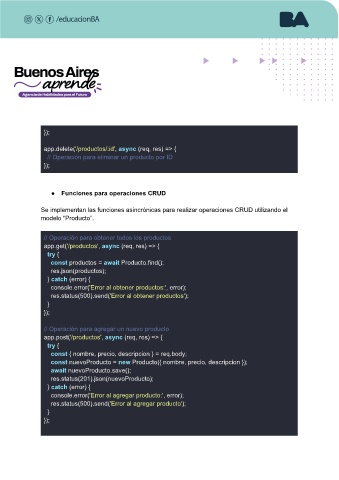 /educacionBA
BA
Buenos Aires
aprende
Agencia de Habilidades para el Futuro
});
app.delete('/productos/:id', async (req, res) => {
// Operación para eliminar un producto por ID
});
● Funciones para operaciones CRUD
Se implementan las funciones asincrónicas para realizar operaciones CRUD utilizando el
modelo "Producto".
// Operación para obtener todos los productos
app.get('/productos', async (req, res) => {
try {
const productos = await Producto.find();
res.json(productos);
} catch (error) {
console.error('Error al obtener productos:', error);
res.status(500).send('Error al obtener productos');
}
});
// Operación para agregar un nuevo producto
app.post('/productos', async (req, res) => {
try {
const { nombre, precio, descripcion } = req.body;
const nuevoProducto = new Producto({ nombre, precio, descripcion });
await nuevoProducto.save();
res.status(201).json(nuevoProducto);
} catch (error) {
console.error('Error al agregar producto:', error);
res.status(500).send('Error al agregar producto');
}
});